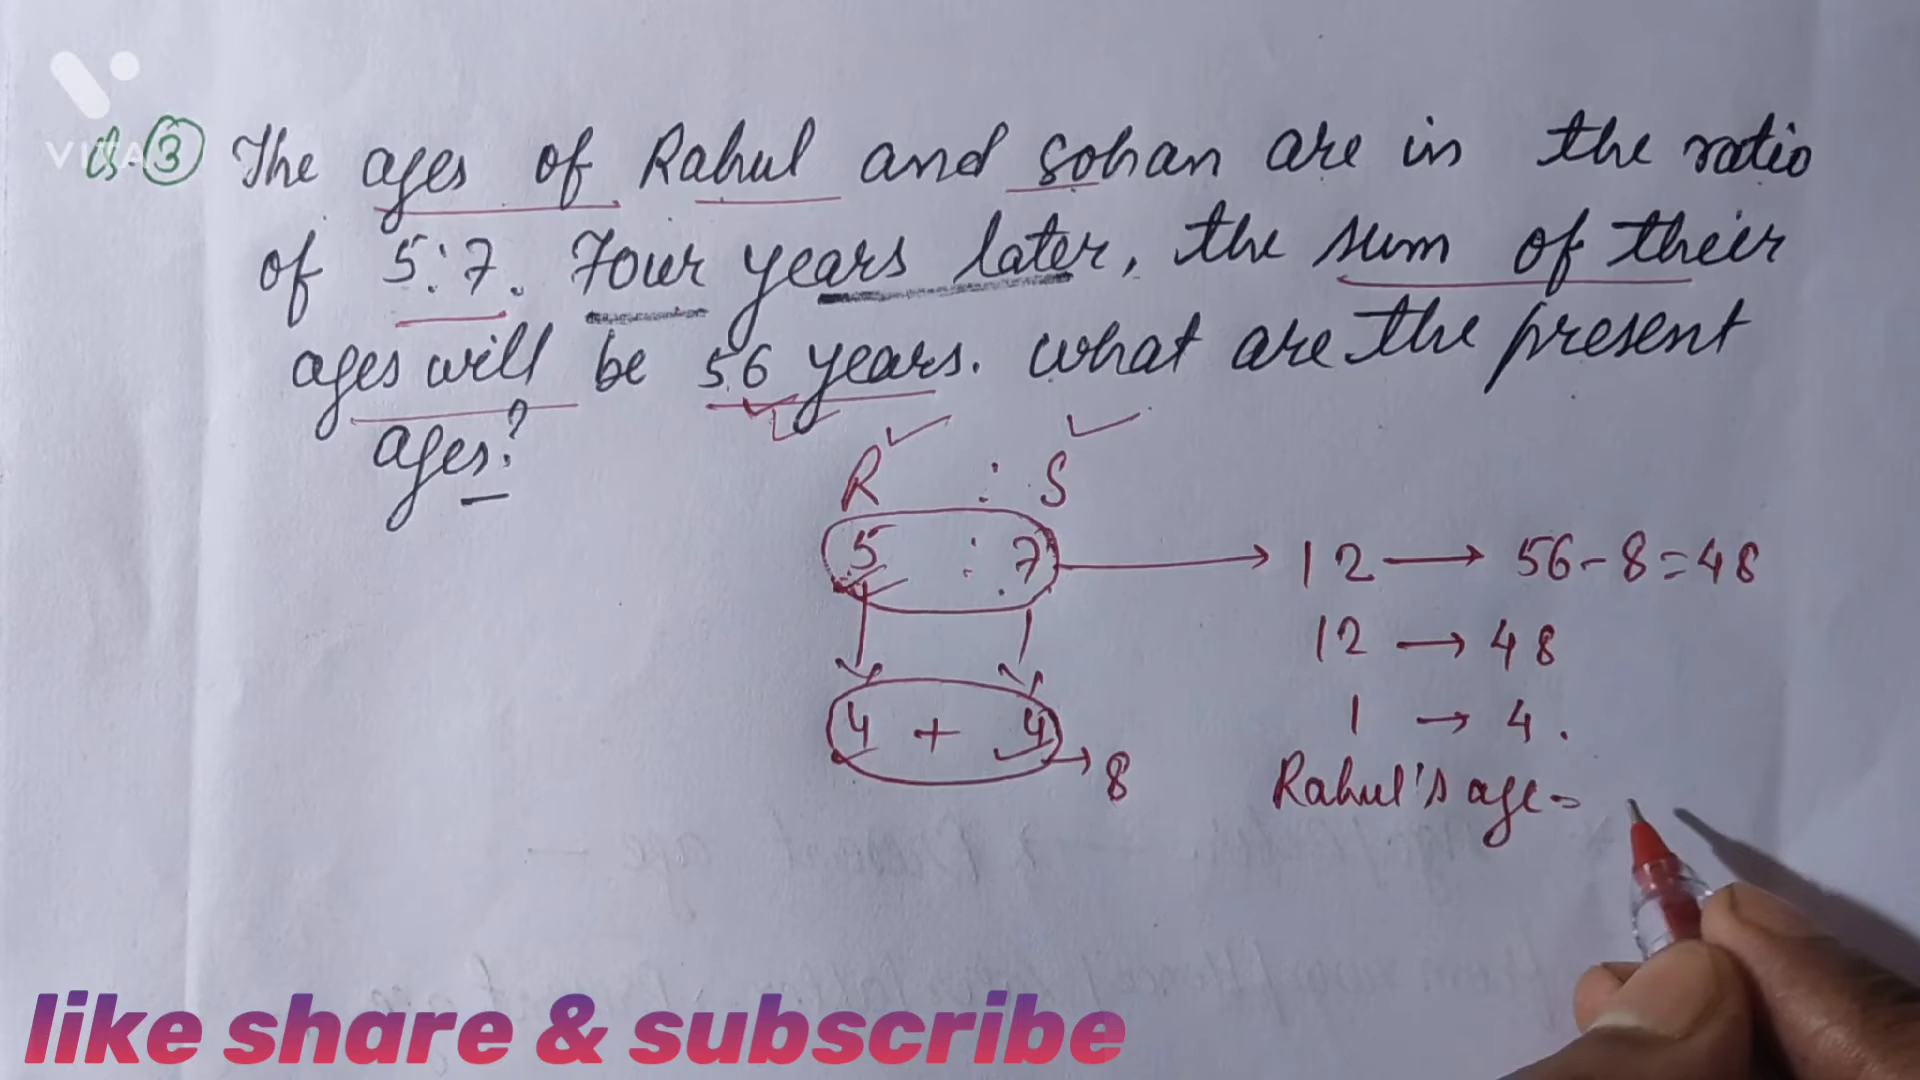 VITA
Q.3 The ages of Rahul and Sohan are in the ratio
of 5:7. Four years later, the sum of their
ages will be 56 years. what are the present
ages?
R : S
5 : 7 → 12 → 56-8=48
12 → 48
1 → 4.
4 + 4 → 8
Rahul's age=
like share & subscribe